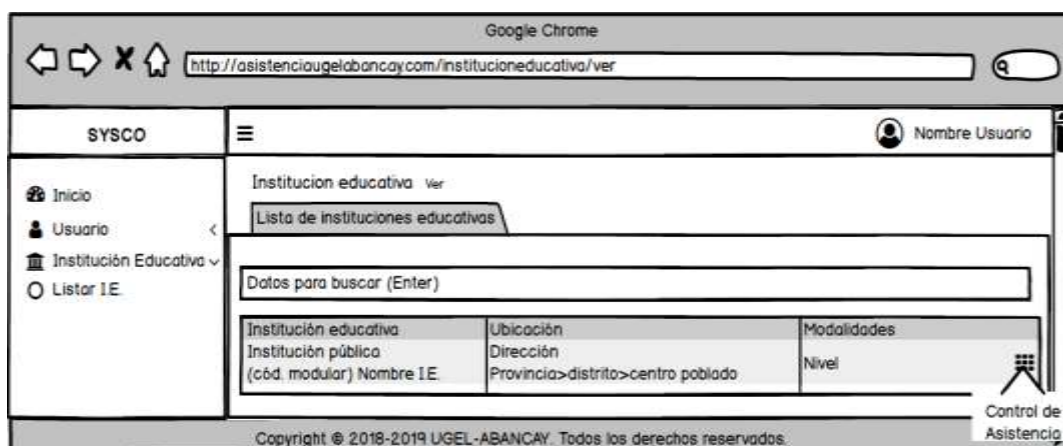 Google Chrome
http://asistenciaugelabancay.com/institucioneducativa/ver
SYSCO
Nombre Usuario
Inicio
Usuario
Institución Educativa
Listar I.E.
Institucion educativa Ver
Lista de instituciones educativas
Datos para buscar (Enter)
Institución educativa Ubicación Modalidades
Institución pública Dirección Nivel
(cód. modular) Nombre I.E. Provincia>distrito>centro poblado
Control de
Asistencia
Copyright © 2018-2019 UGEL-ABANCAY. Todos los derechos reservados.